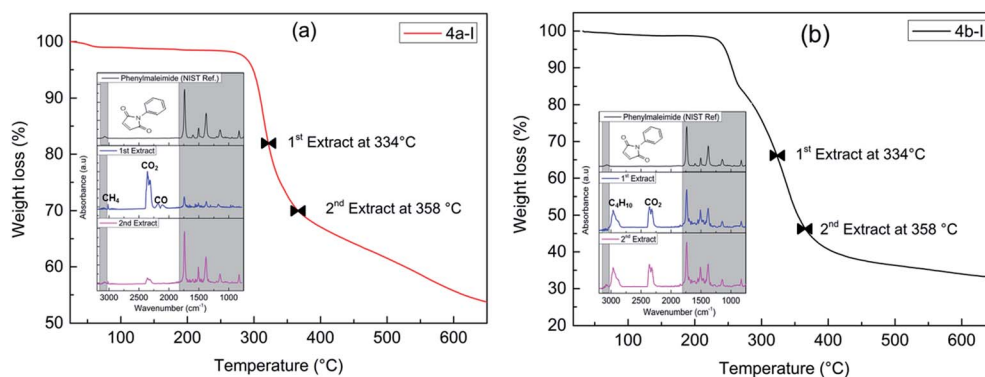 (a)
4a-I
Weight loss (%)
100
90
80
70
60
50
0
100
200
300
400
500
600
Temperature (°C)
1st Extract at 334°C
2nd Extract at 358 °C
Phenylmaleimide (NIST Ref.)
O
N
O
1st Extract
CH4
CO2
CO
2nd Extract
Absorbance (a.u)
3000
2500
2000
1500
1000
Wavenumber (cm-1)
(b)
4b-I
Weight loss (%)
100
90
80
70
60
50
40
30
20
100
200
300
400
500
600
Temperature (°C)
1st Extract at 334°C
2nd Extract at 358 °C
Phenylmaleimide (NIST Ref)
O
N
O
1st Extract
C4H10
CO2
2nd Extract
Absorbance (a.u)
3000
2500
2000
1500
1000
Wavenumber (cm-1)